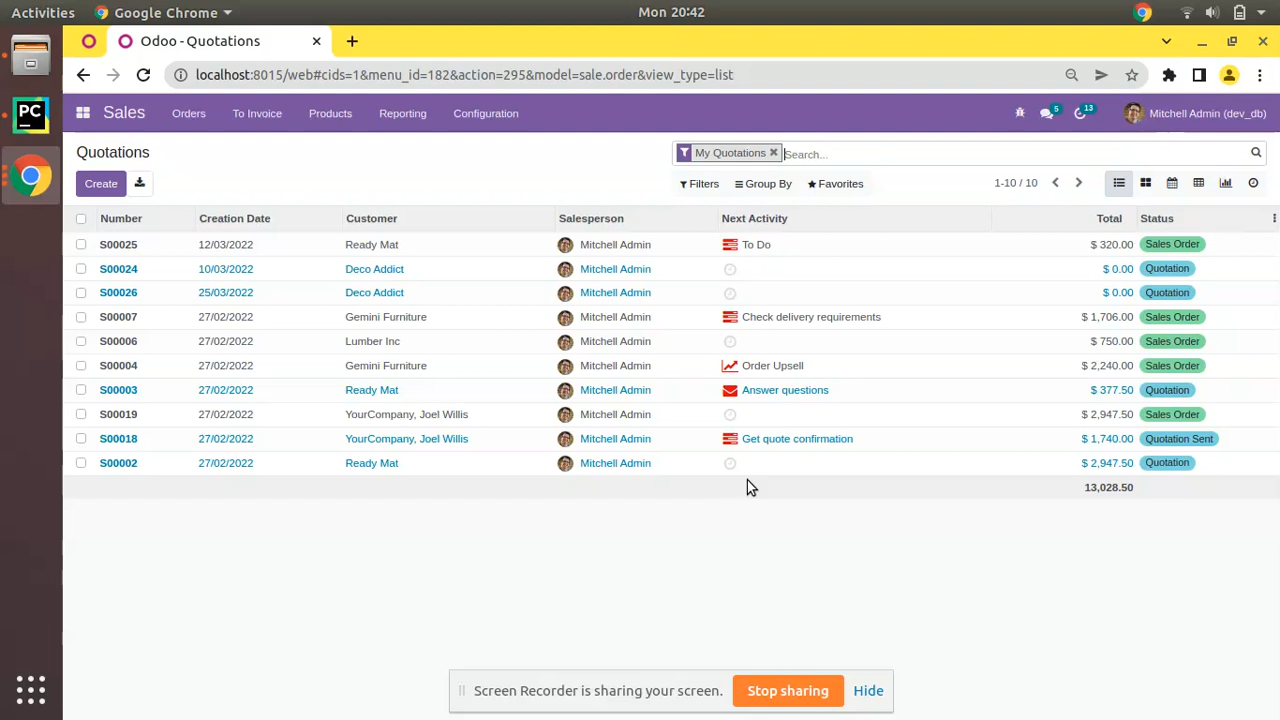 Activities Google Chrome Mon 20:42
Odoo - Quotations
localhost:8015/web#cids=1&menu_id=182&action=295&model=sale.order&view_type=list
PC
Sales Orders To Invoice Products Reporting Configuration 5 13 Mitchell Admin (dev_db)
Quotations My Quotations Search...
Create Filters Group By Favorites 1-10 / 10
Number Creation Date Customer Salesperson Next Activity Total Status
S00025 12/03/2022 Ready Mat Mitchell Admin To Do $ 320.00 Sales Order
S00024 10/03/2022 Deco Addict Mitchell Admin $ 0.00 Quotation
S00026 25/03/2022 Deco Addict Mitchell Admin $ 0.00 Quotation
S00007 27/02/2022 Gemini Furniture Mitchell Admin Check delivery requirements $ 1,706.00 Sales Order
S00006 27/02/2022 Lumber Inc Mitchell Admin $ 750.00 Sales Order
S00004 27/02/2022 Gemini Furniture Mitchell Admin Order Upsell $ 2,240.00 Sales Order
S00003 27/02/2022 Ready Mat Mitchell Admin Answer questions $ 377.50 Quotation
S00019 27/02/2022 YourCompany, Joel Willis Mitchell Admin $ 2,947.50 Sales Order
S00018 27/02/2022 YourCompany, Joel Willis Mitchell Admin Get quote confirmation $ 1,740.00 Quotation Sent
S00002 27/02/2022 Ready Mat Mitchell Admin $ 2,947.50 Quotation
13,028.50
Screen Recorder is sharing your screen. Stop sharing Hide